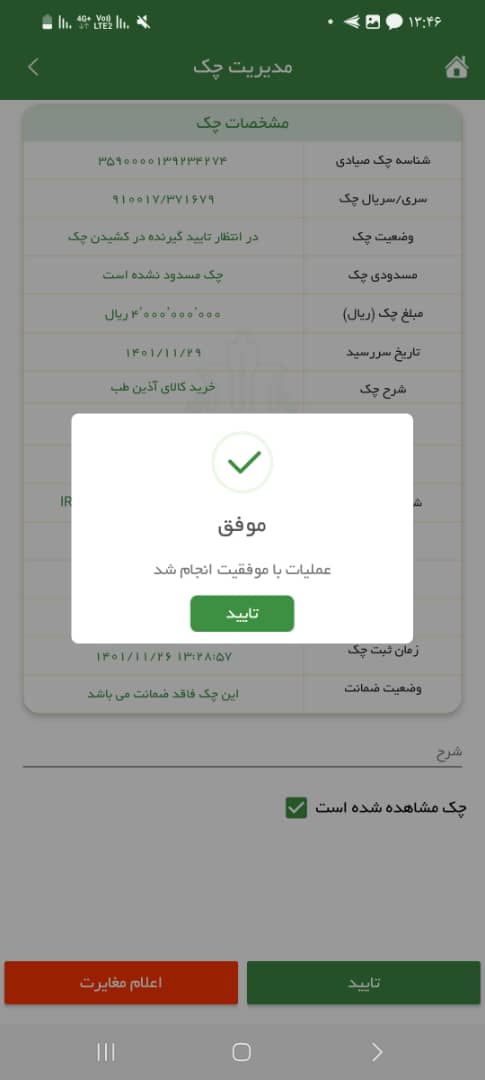 ۱۳:۴۶
4G+ Vo)) LTE2
مدیریت چک
مشخصات چک
شناسه چک صیادی ۳۵۹۰۰۰۰۱۳۹۲۳۴۲۷۴
سری/سریال چک ۹۱۰۰۱۷/۳۷۱۶۷۹
وضعیت چک در انتظار تایید گیرنده در کشیدن چک
مسدودی چک چک مسدود نشده است
مبلغ چک (ریال) ۴٬۰۰۰٬۰۰۰٬۰۰۰ ریال
تاریخ سررسید ۱۴۰۱/۱۱/۲۹
شرح چک خرید کالای آذین طب
IR
موفق
عملیات با موفقیت انجام شد
تایید
زمان ثبت چک ۱۴۰۱/۱۱/۲۶ ۱۳:۲۸:۵۷
وضعیت ضمانت این چک فاقد ضمانت می باشد
شرح
چک مشاهده شده است
تایید
اعلام مغایرت